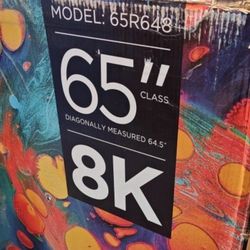 MODEL: 65R648
65"
CLASS
DIAGONALLY MEASURED 64.5"
8K